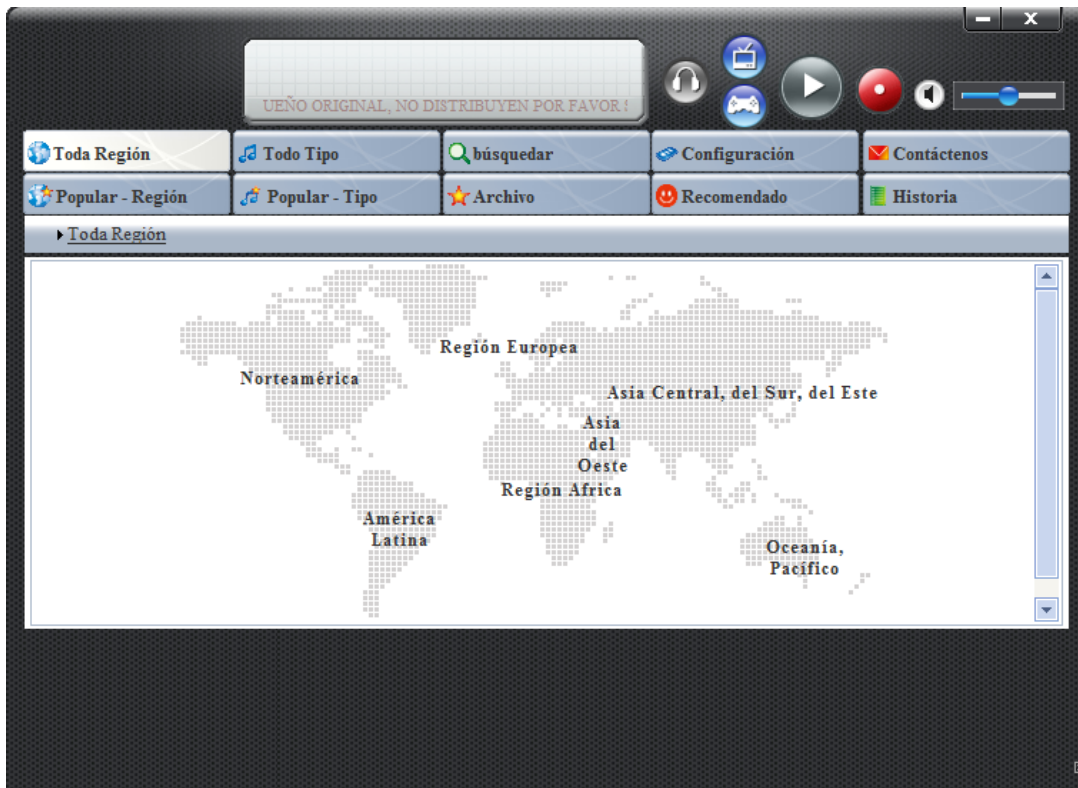 UEÑO ORIGINAL, NO DISTRIBUYEN POR FAVOR
Toda Región
Todo Tipo
búsquedar
Configuración
Contáctenos
Popular - Región
Popular - Tipo
Archivo
Recomendado
Historia
Toda Región
Región Europea
Norteamérica
Asia Central, del Sur, del Este
Asia
del
Oeste
Región Africa
América
Latina
Oceanía,
Pacífico